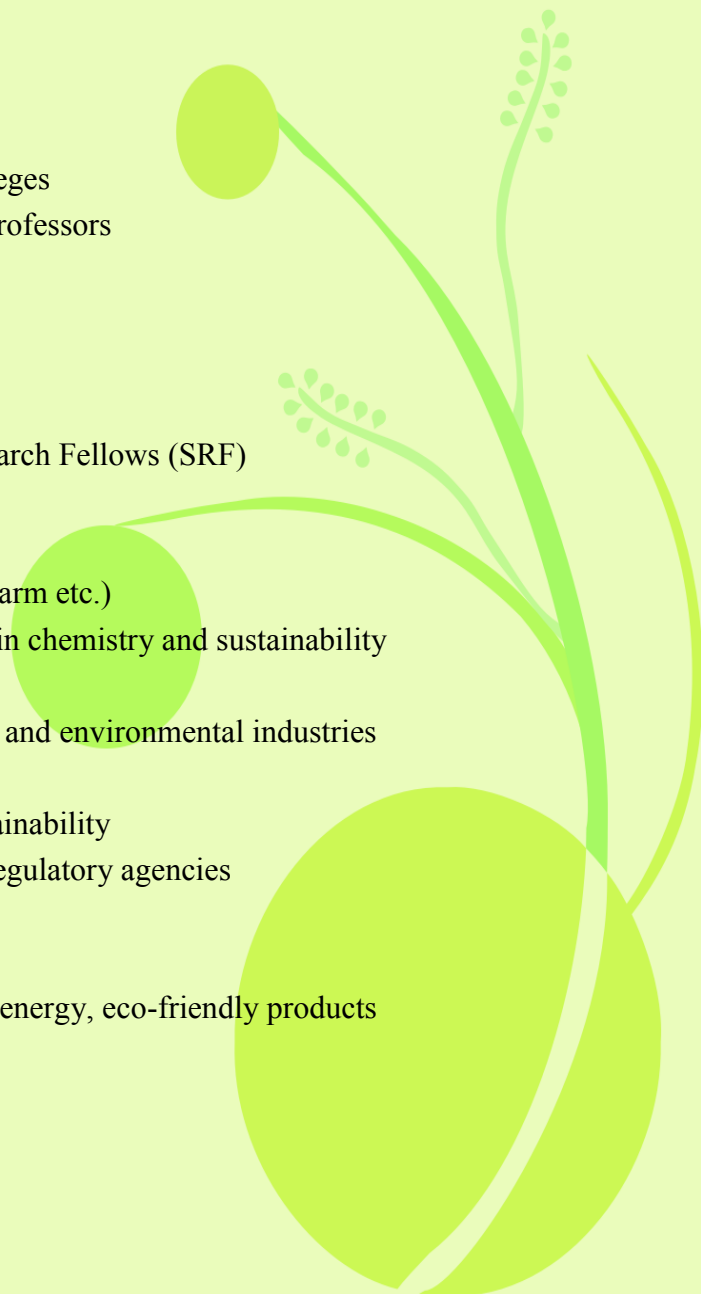 eges
rofessors
arch Fellows (SRF)
arm etc.)
in chemistry and sustainability
and environmental industries
ainability
egulatory agencies
energy, eco-friendly products